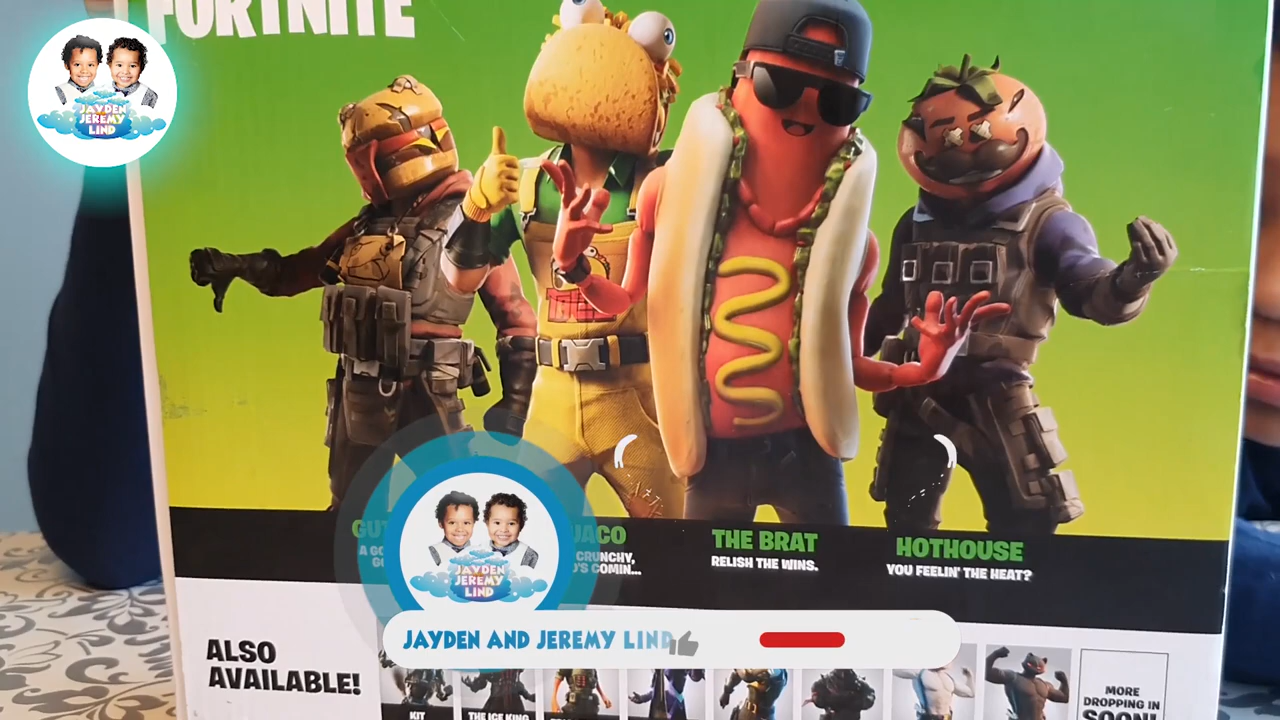 FORTNITE
JAYDEN
JEREMY
LIND
THE BRAT
RELISH THE WINS.
HOTHOUSE
YOU FEELIN' THE HEAT?
CRUNCHY,
COMIN...
JAYDEN
JEREMY
LIND
JAYDEN AND JEREMY LIND
ALSO
AVAILABLE!
KIT
THE ICE KING
MORE
DROPPING IN
SOON!